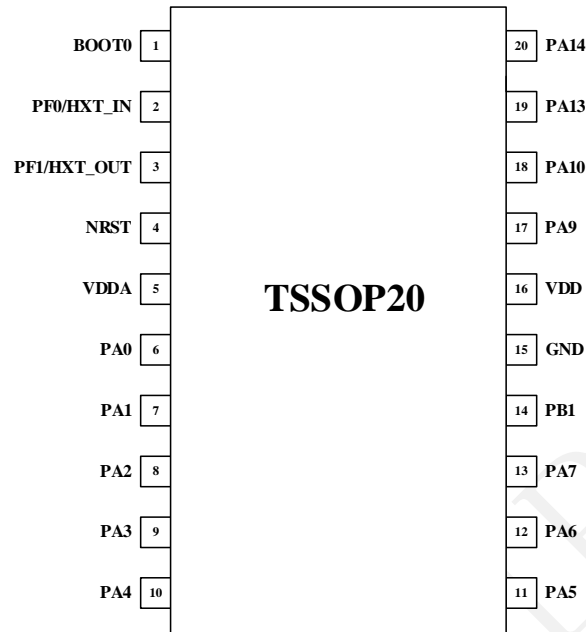 BOOT0 1 20 PA14
PF0/HXT_IN 2 19 PA13
PF1/HXT_OUT 3 18 PA10
NRST 4 17 PA9
VDDA 5 16 VDD
TSSOP20
PA0 6 15 GND
PA1 7 14 PB1
PA2 8 13 PA7
PA3 9 12 PA6
PA4 10 11 PA5